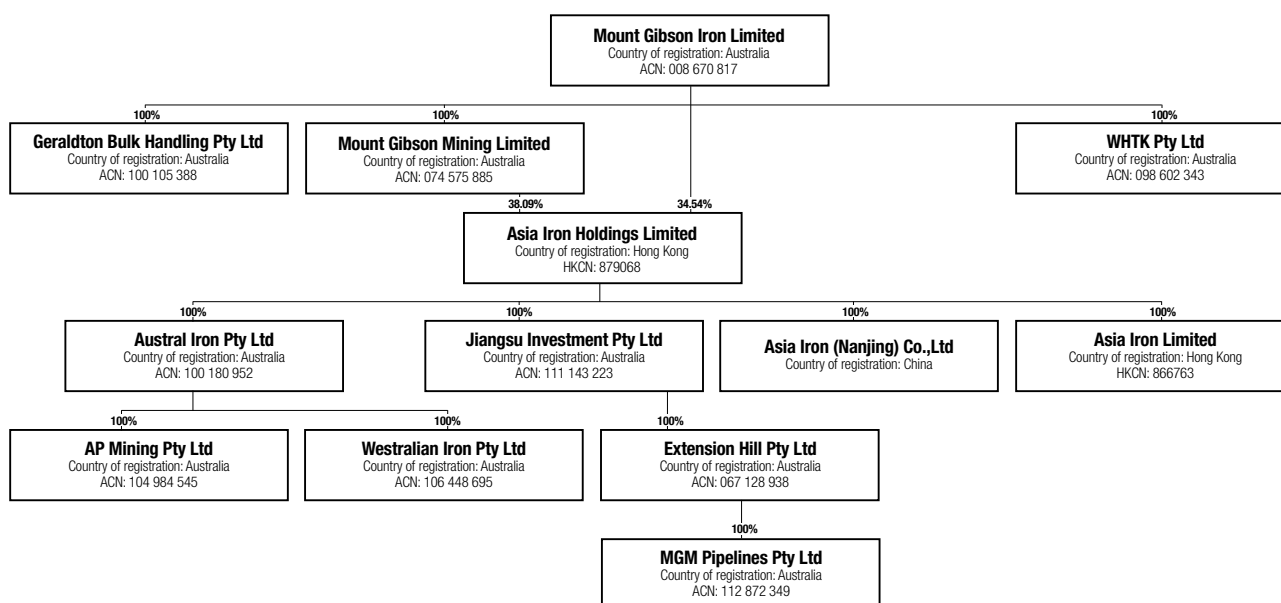 Mount Gibson Iron Limited
Country of registration: Australia
ACN: 008 670 817
100%
100%
100%
Geraldton Bulk Handling Pty Ltd
Country of registration: Australia
ACN: 100 105 388
Mount Gibson Mining Limited
Country of registration: Australia
ACN: 074 575 885
WHTK Pty Ltd
Country of registration: Australia
ACN: 098 602 343
38.09%
34.54%
Asia Iron Holdings Limited
Country of registration: Hong Kong
HKCN: 879068
100%
100%
100%
100%
Austral Iron Pty Ltd
Country of registration: Australia
ACN: 100 180 952
Jiangsu Investment Pty Ltd
Country of registration: Australia
ACN: 111 143 223
Asia Iron (Nanjing) Co.,Ltd
Country of registration: China
Asia Iron Limited
Country of registration: Hong Kong
HKCN: 866763
100%
100%
100%
AP Mining Pty Ltd
Country of registration: Australia
ACN: 104 984 545
Westralian Iron Pty Ltd
Country of registration: Australia
ACN: 106 448 695
Extension Hill Pty Ltd
Country of registration: Australia
ACN: 067 128 938
100%
MGM Pipelines Pty Ltd
Country of registration: Australia
ACN: 112 872 349